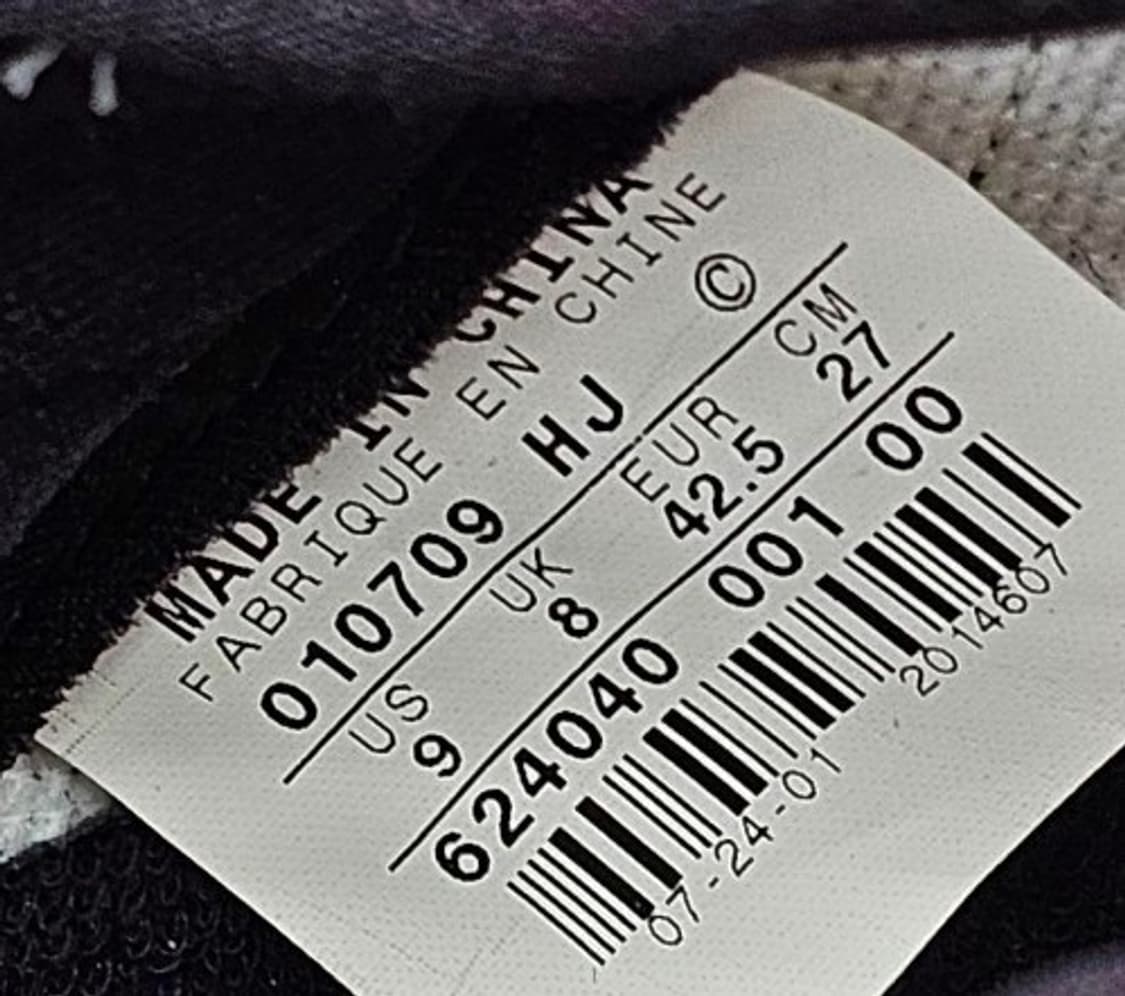 MADE IN CHINA
FABRIQUE EN CHINE
010709 HJ ©
US UK EUR CM
9 8 42.5 27
624040 001 00
07-24-01 2014607